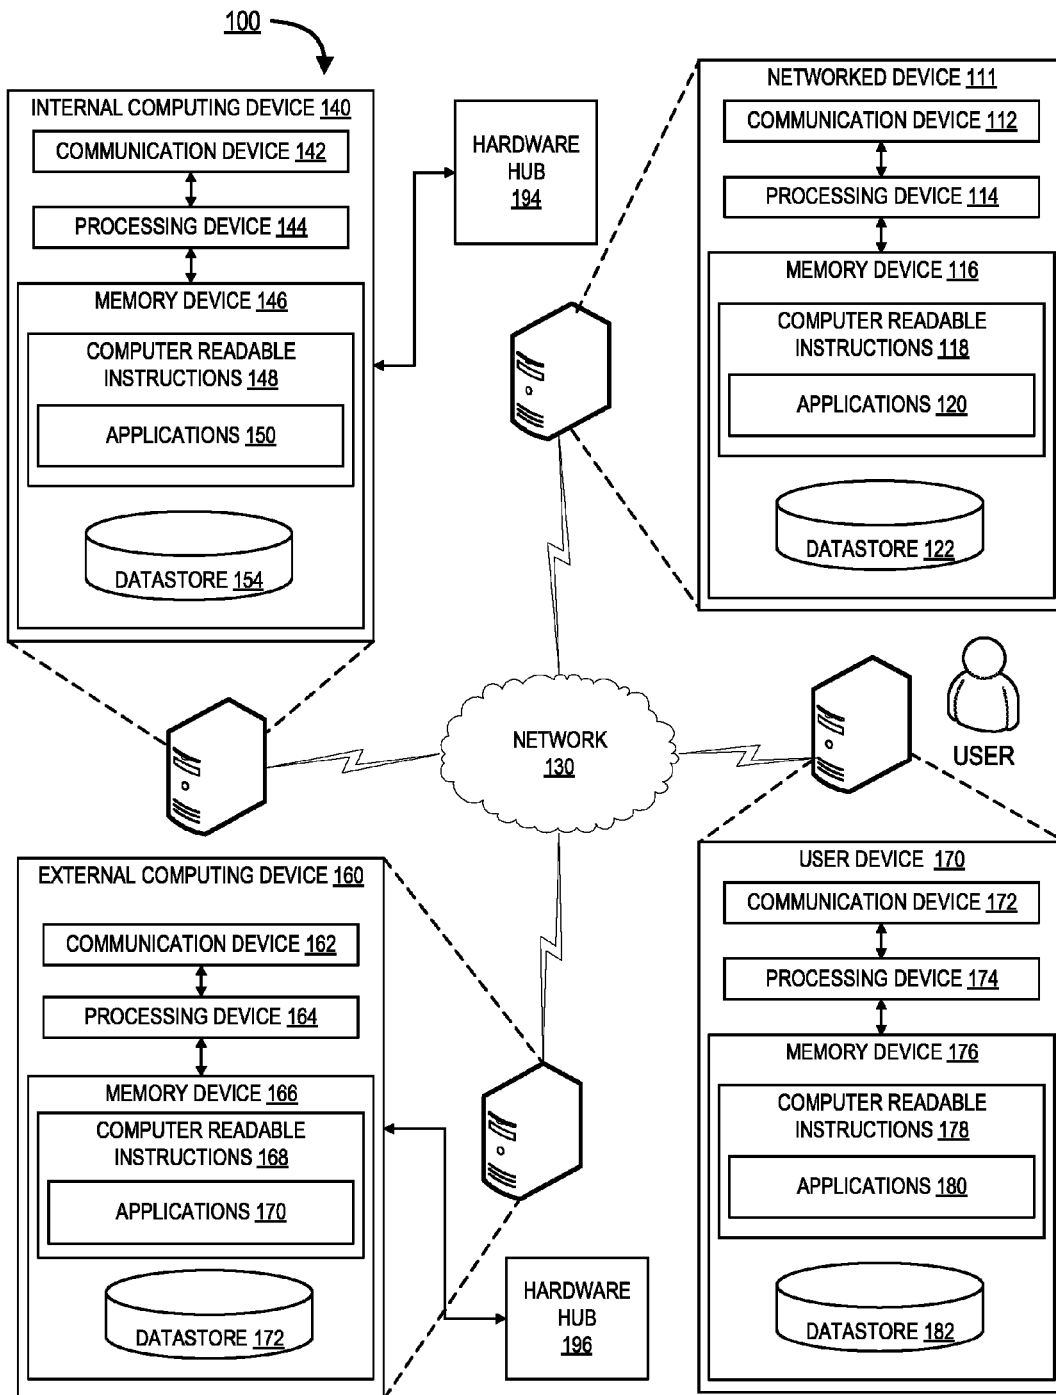 100
INTERNAL COMPUTING DEVICE 140
COMMUNICATION DEVICE 142
PROCESSING DEVICE 144
MEMORY DEVICE 146
COMPUTER READABLE
INSTRUCTIONS 148
APPLICATIONS 150
DATASTORE 154
HARDWARE
HUB
194
NETWORKED DEVICE 111
COMMUNICATION DEVICE 112
PROCESSING DEVICE 114
MEMORY DEVICE 116
COMPUTER READABLE
INSTRUCTIONS 118
APPLICATIONS 120
DATASTORE 122
NETWORK
130
USER
EXTERNAL COMPUTING DEVICE 160
COMMUNICATION DEVICE 162
PROCESSING DEVICE 164
MEMORY DEVICE 166
COMPUTER READABLE
INSTRUCTIONS 168
APPLICATIONS 170
DATASTORE 172
HARDWARE
HUB
196
USER DEVICE 170
COMMUNICATION DEVICE 172
PROCESSING DEVICE 174
MEMORY DEVICE 176
COMPUTER READABLE
INSTRUCTIONS 178
APPLICATIONS 180
DATASTORE 182